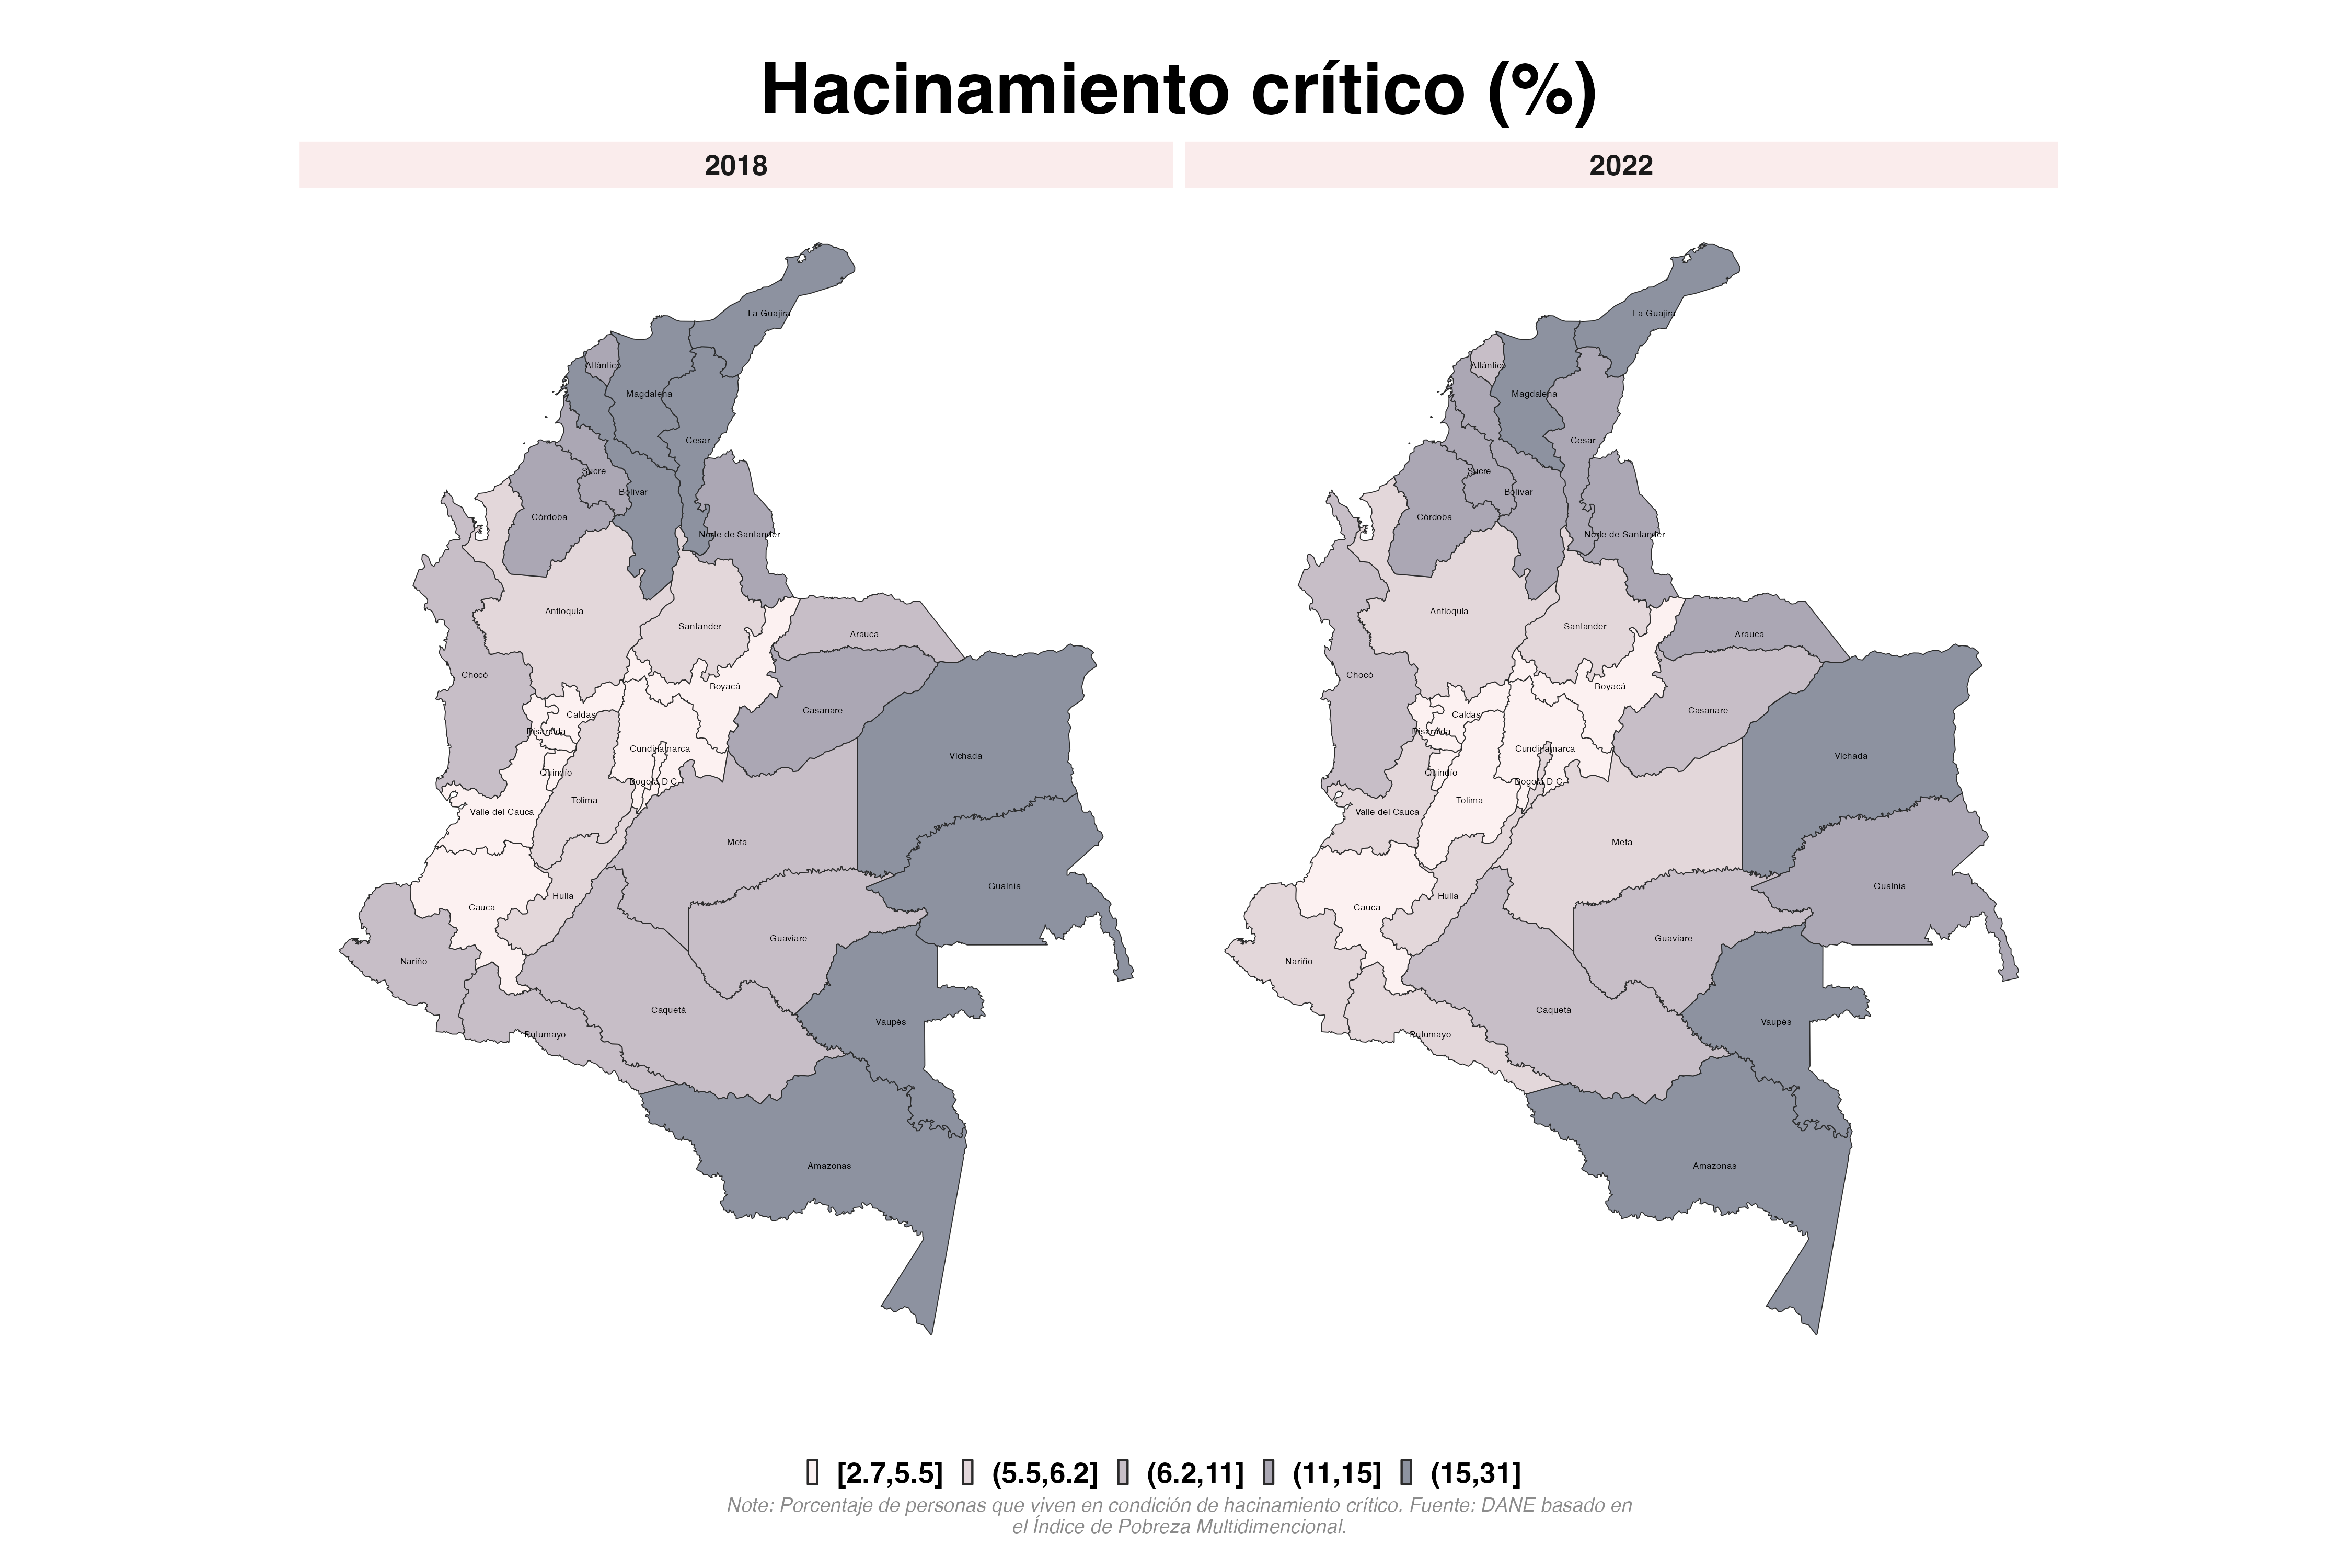 Hacinamiento crítico (%)
2018
2022
La Guajira
Atlántico
Magdalena
Cesar
Sucre
Bolívar
Córdoba
Norte de Santander
Antioquia
Santander
Arauca
Chocó
Boyacá
Casanare
Caldas
Risaralda
Cundinamarca
Vichada
Quindío
Bogotá D.C.
Tolima
Valle del Cauca
Meta
Guainía
Huila
Cauca
Guaviare
Nariño
Caquetá
Vaupés
Putumayo
Amazonas
La Guajira
Atlántico
Magdalena
Cesar
Sucre
Bolívar
Córdoba
Norte de Santander
Antioquia
Santander
Arauca
Chocó
Boyacá
Casanare
Caldas
Risaralda
Cundinamarca
Vichada
Quindío
Bogotá D.C.
Tolima
Valle del Cauca
Meta
Guainía
Huila
Cauca
Guaviare
Nariño
Caquetá
Vaupés
Putumayo
Amazonas
[2.7,5.5] (5.5,6.2] (6.2,11] (11,15] (15,31]
Note: Porcentaje de personas que viven en condición de hacinamiento crítico. Fuente: DANE basado en
el Índice de Pobreza Multidimencional.